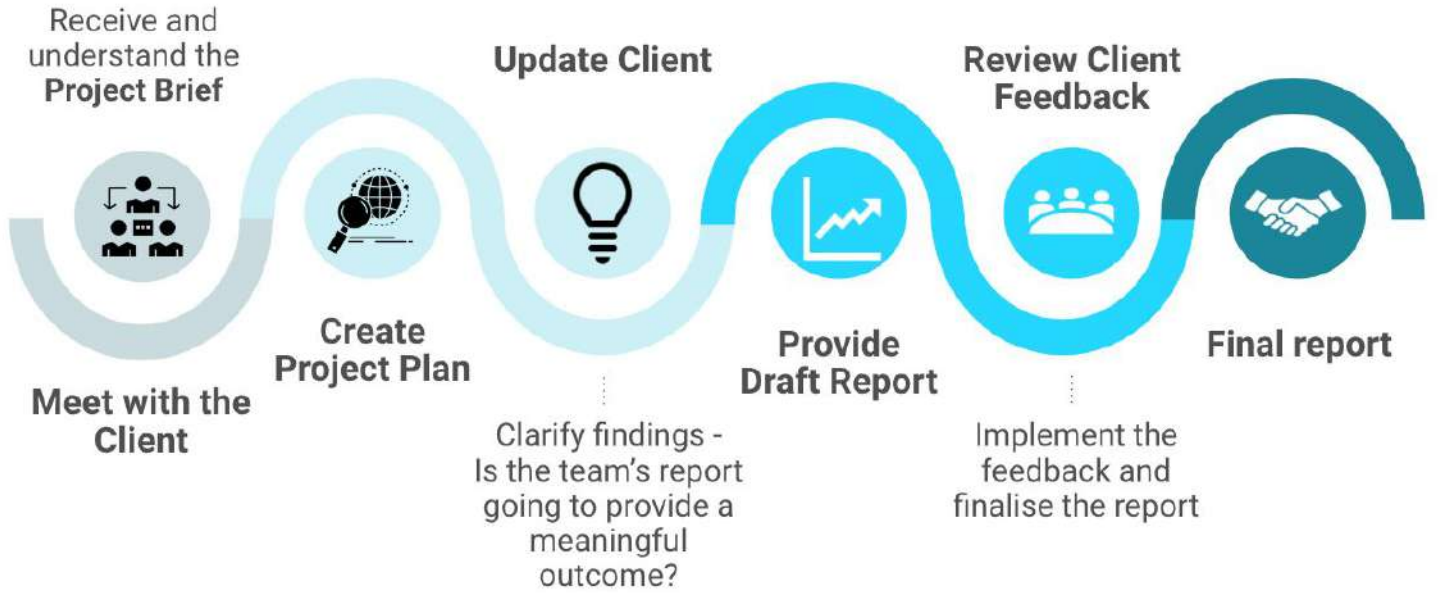 Receive and
understand the
Project Brief
Meet with the
Client
Create
Project Plan
Update Client
Clarify findings -
Is the team's report
going to provide a
meaningful
outcome?
Provide
Draft Report
Review Client
Feedback
Implement the
feedback and
finalise the report
Final report